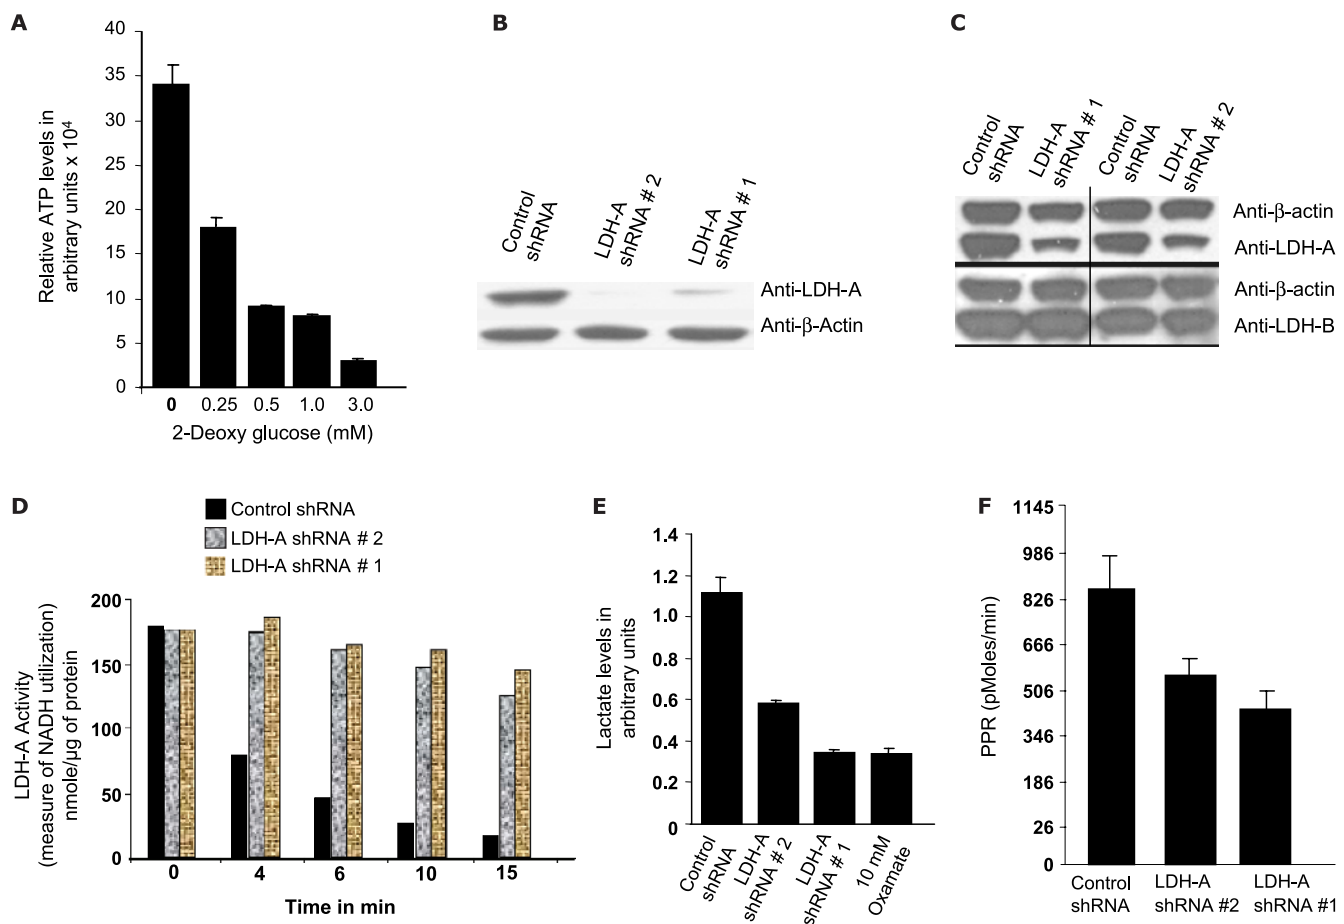 A
Relative ATP levels in
arbitrary units x 10⁴
40
35
30
25
20
15
10
5
0
0 0.25 0.5 1.0 3.0
2-Deoxy glucose (mM)
B
Control
shRNA
LDH-A
shRNA # 2
LDH-A
shRNA # 1
Anti-LDH-A
Anti-β-Actin
C
Control
shRNA
LDH-A
shRNA # 1
Control
shRNA
LDH-A
shRNA # 2
Anti-β-actin
Anti-LDH-A
Anti-β-actin
Anti-LDH-B
D
Control shRNA
LDH-A shRNA # 2
LDH-A shRNA # 1
LDH-A Activity
(measure of NADH utilization)
nmole/µg of protein
200
150
100
50
0
0 4 6 10 15
Time in min
E
Lactate levels in
arbitrary units
1.4
1.2
1.0
0.8
0.6
0.4
0.2
0
Control
shRNA
LDH-A
shRNA # 2
LDH-A
shRNA # 1
10 mM
Oxamate
F
PPR (pMoles/min)
1145
986
826
666
506
346
186
26
0
Control
shRNA
LDH-A
shRNA #2
LDH-A
shRNA #1